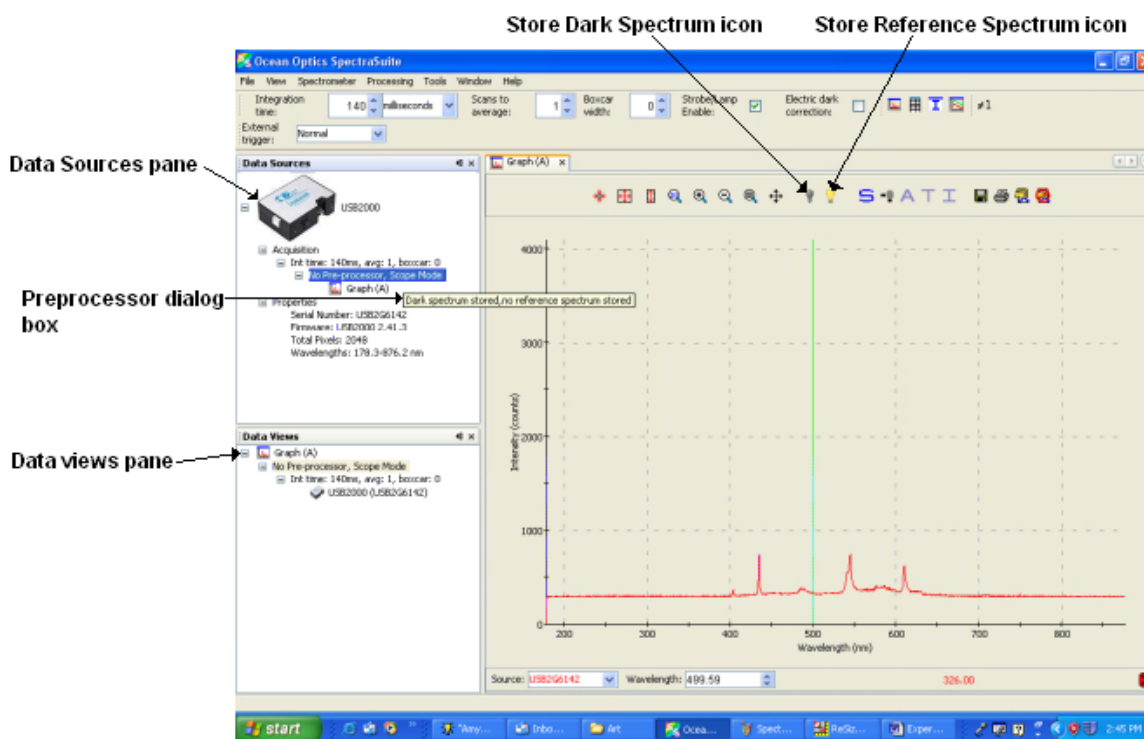 Store Dark Spectrum icon
Store Reference Spectrum icon
Ocean Optics SpectraSuite
File View Spectrometer Processing Tools Window Help
Integration time: 140 milliseconds Scans to average: 1 Boxcar width: 0 Strobe/Lamp Enable: Electric dark correction: ≠1
External trigger: Normal
Data Sources pane
Data Sources
Graph (A)
USB2000
S A T I
Acquisition
Int time: 140ms, avg: 1, boxcar: 0
No Pre-processor, Scope Mode
Graph (A)
Preprocessor dialog box
Dark spectrum stored,no reference spectrum stored
Properties
Serial Number: USB2G6142
Firmware: USB2000 2.41.3
Total Pixels: 2048
Wavelengths: 178.3-876.2 nm
Data views pane
Data Views
Graph (A)
No Pre-processor, Scope Mode
Int time: 140ms, avg: 1, boxcar: 0
USB2000 (USB2G6142)
4000
3000
2000
1000
0
Intensity (counts)
200 300 400 500 600 700 800
Wavelength (nm)
Source: USB2G6142 Wavelength: 499.59 326.00
start "Amy... Inbo... Art Ocea... Spect... ReSiz... Exper... 2:45 PM